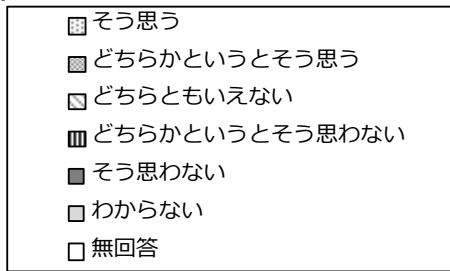 そう思う
どちらかというとそう思う
どちらともいえない
どちらかというとそう思わない
そう思わない
わからない
無回答